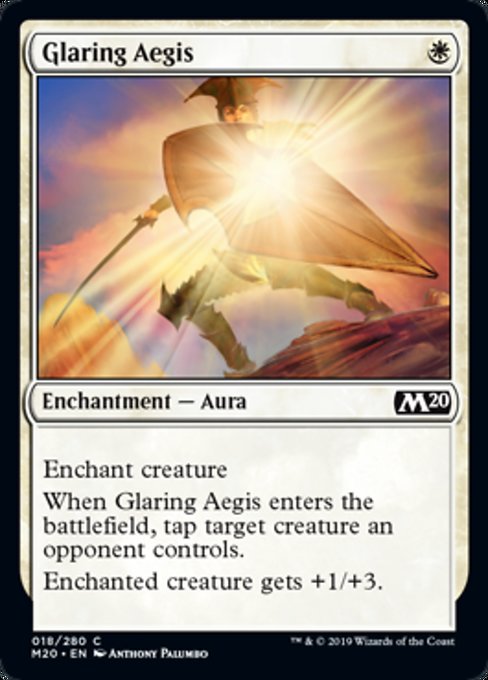 Glaring Aegis
Enchantment — Aura
M20
Enchant creature
When Glaring Aegis enters the
battlefield, tap target creature an
opponent controls.
Enchanted creature gets +1/+3.
018/280 C
™ & © 2019 Wizards of the Coast
M20 • EN Anthony Palumbo